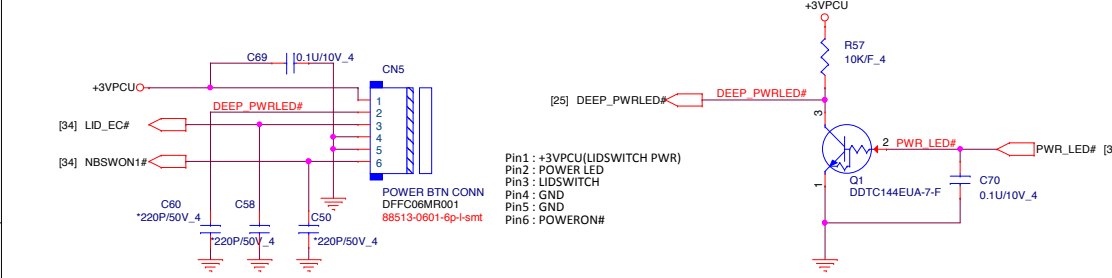 +3VPCU
C69
0.1U/10V_4
CN5
R57
10K/F_4
+3VPCU
1
DEEP_PWRLED#
2
[34] LID_EC#
3
4
5
[34] NBSWON1#
6
[25] DEEP_PWRLED#
DEEP_PWRLED#
3
2
PWR_LED#
PWR_LED# [3
1
Q1
DDTC144EUA-7-F
C70
0.1U/10V_4
Pin1 : +3VPCU(LIDSWITCH PWR)
Pin2 : POWER LED
Pin3 : LIDSWITCH
Pin4 : GND
Pin5 : GND
Pin6 : POWERON#
POWER BTN CONN
DFFC06MR001
88513-0601-6p-l-smt
C60
*220P/50V_4
C58
*220P/50V_4
C50
*220P/50V_4